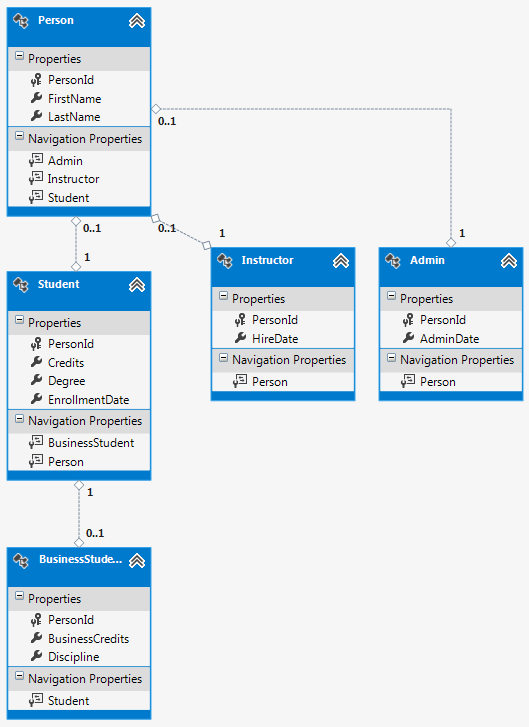 Person
Properties
PersonId
FirstName
LastName
Navigation Properties
Admin
Instructor
Student
0..1
0..1
0..1
1
1
1
Student
Properties
PersonId
Credits
Degree
EnrollmentDate
Navigation Properties
BusinessStudent
Person
Instructor
Properties
PersonId
HireDate
Navigation Properties
Person
Admin
Properties
PersonId
AdminDate
Navigation Properties
Person
1
0..1
BusinessStude...
Properties
PersonId
BusinessCredits
Discipline
Navigation Properties
Student